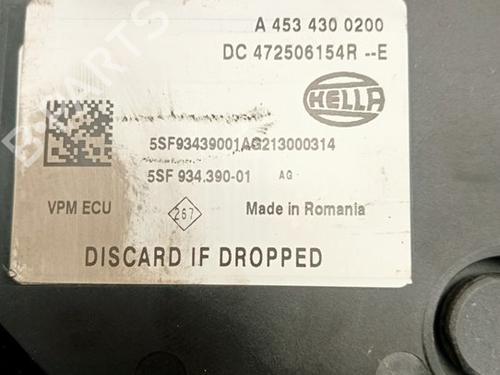 A 453 430 0200
DC 472506154R --E
HELLA
5SF93439001AG213000314
5SF 934.390-01 AG
VPM ECU
267
Made in Romania
DISCARD IF DROPPED
B-PARTS